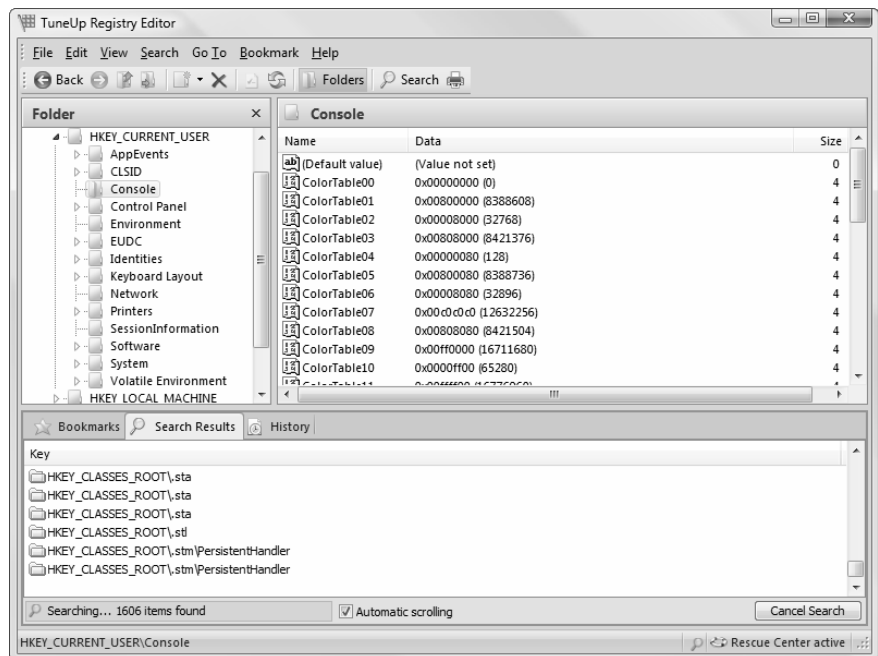 TuneUp Registry Editor
File Edit View Search Go To Bookmark Help
Back Folders Search
Folder
HKEY_CURRENT_USER
AppEvents
CLSID
Console
Control Panel
Environment
EUDC
Identities
Keyboard Layout
Network
Printers
SessionInformation
Software
System
Volatile Environment
HKEY_LOCAL_MACHINE
Console
Name Data Size
(Default value) (Value not set) 0
ColorTable00 0x00000000 (0) 4
ColorTable01 0x00800000 (8388608) 4
ColorTable02 0x00008000 (32768) 4
ColorTable03 0x00808000 (8421376) 4
ColorTable04 0x00000080 (128) 4
ColorTable05 0x00800080 (8388736) 4
ColorTable06 0x00008080 (32896) 4
ColorTable07 0x00c0c0c0 (12632256) 4
ColorTable08 0x00808080 (8421504) 4
ColorTable09 0x00ff0000 (16711680) 4
ColorTable10 0x0000ff00 (65280) 4
ColorTable11 0x00ffff00 (16776960) 4
Bookmarks Search Results History
Key
HKEY_CLASSES_ROOT\.sta
HKEY_CLASSES_ROOT\.sta
HKEY_CLASSES_ROOT\.sta
HKEY_CLASSES_ROOT\.stl
HKEY_CLASSES_ROOT\.stm\PersistentHandler
HKEY_CLASSES_ROOT\.stm\PersistentHandler
Searching... 1606 items found Automatic scrolling Cancel Search
HKEY_CURRENT_USER\Console Rescue Center active